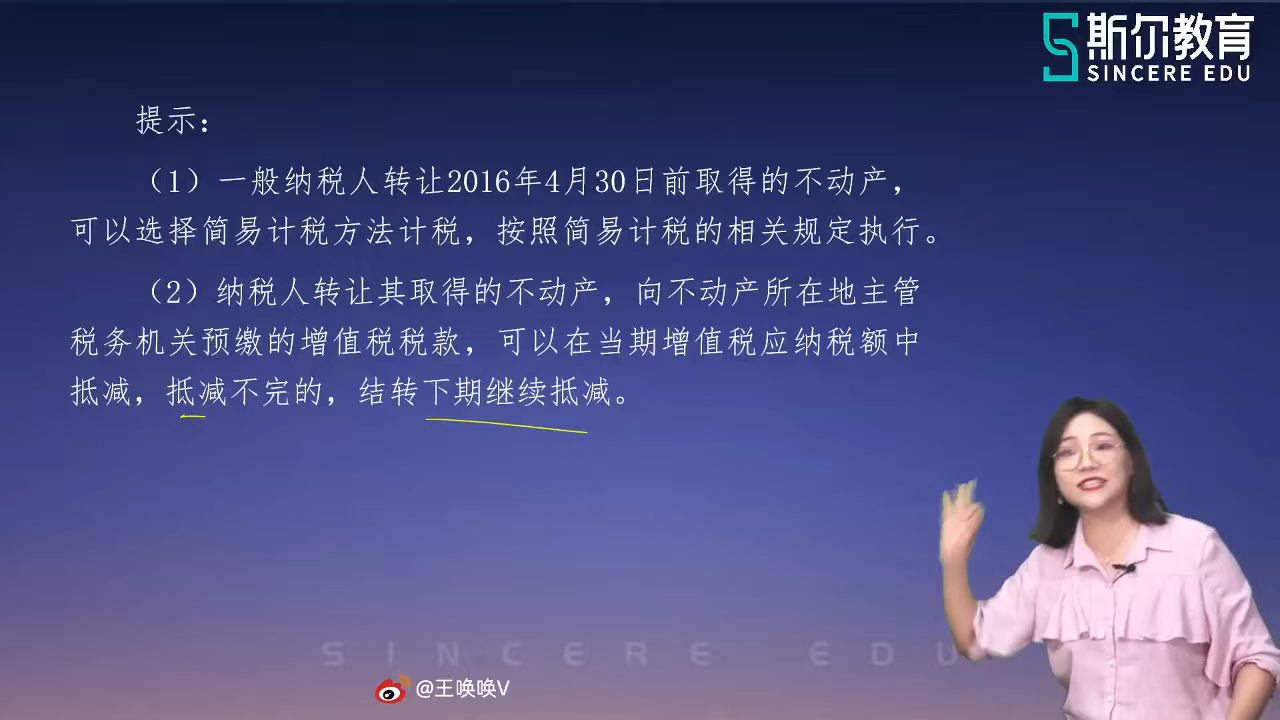 斯尔教育
SINCERE EDU
提示：
（1）一般纳税人转让2016年4月30日前取得的不动产，
可以选择简易计税方法计税，按照简易计税的相关规定执行。
（2）纳税人转让其取得的不动产，向不动产所在地主管
税务机关预缴的增值税税款，可以在当期增值税应纳税额中
抵减，抵减不完的，结转下期继续抵减。
SINCERE EDU
@王唤唤V